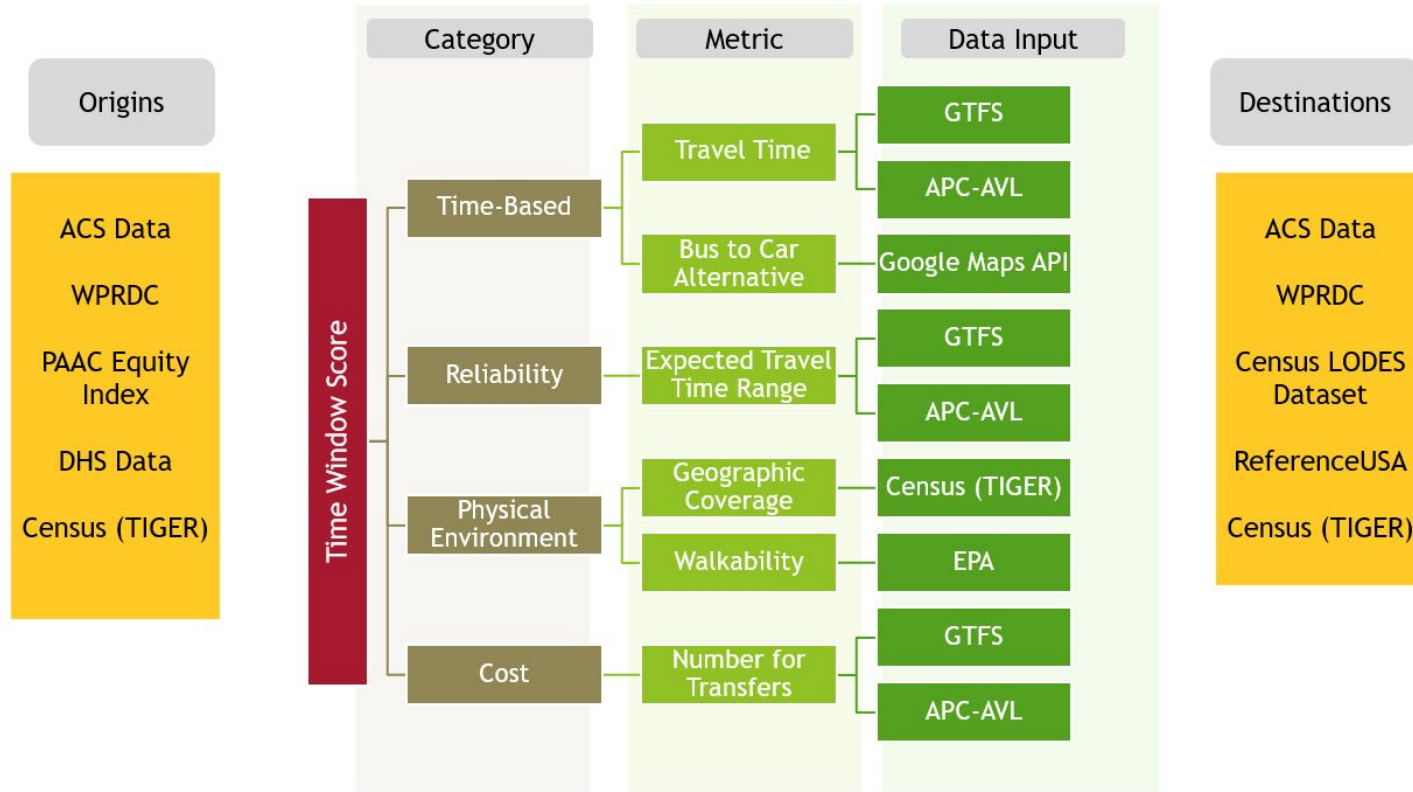 Origins
ACS Data
WPRDC
PAAC Equity
Index
DHS Data
Census (TIGER)
Time Window Score
Category
Time-Based
Reliability
Physical
Environment
Cost
Metric
Travel Time
Bus to Car
Alternative
Expected Travel
Time Range
Geographic
Coverage
Walkability
Number for
Transfers
Data Input
GTFS
APC-AVL
Google Maps API
GTFS
APC-AVL
Census (TIGER)
EPA
GTFS
APC-AVL
Destinations
ACS Data
WPRDC
Census LODES
Dataset
ReferenceUSA
Census (TIGER)